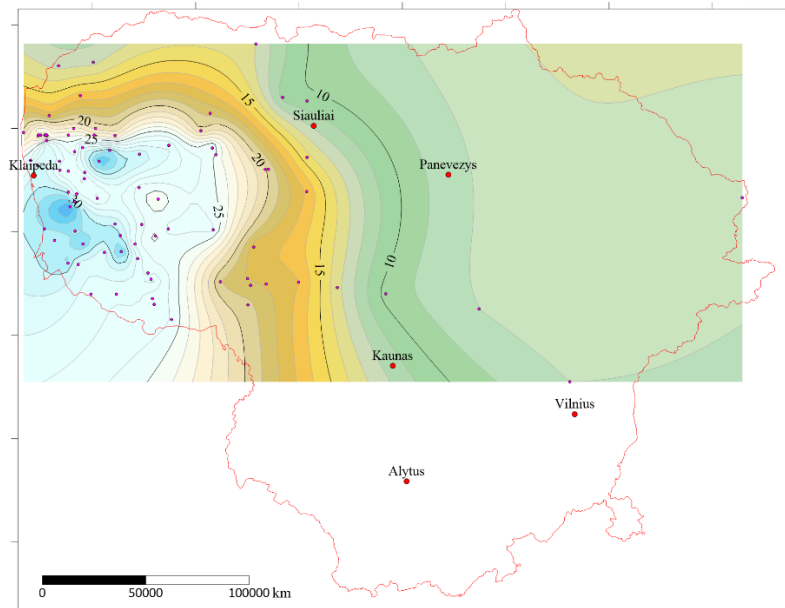 10
15
Siauliai
20
25
Klaipeda
20
Panevezys
30
25
15
10
Kaunas
Vilnius
Alytus
0 50000 100000 km